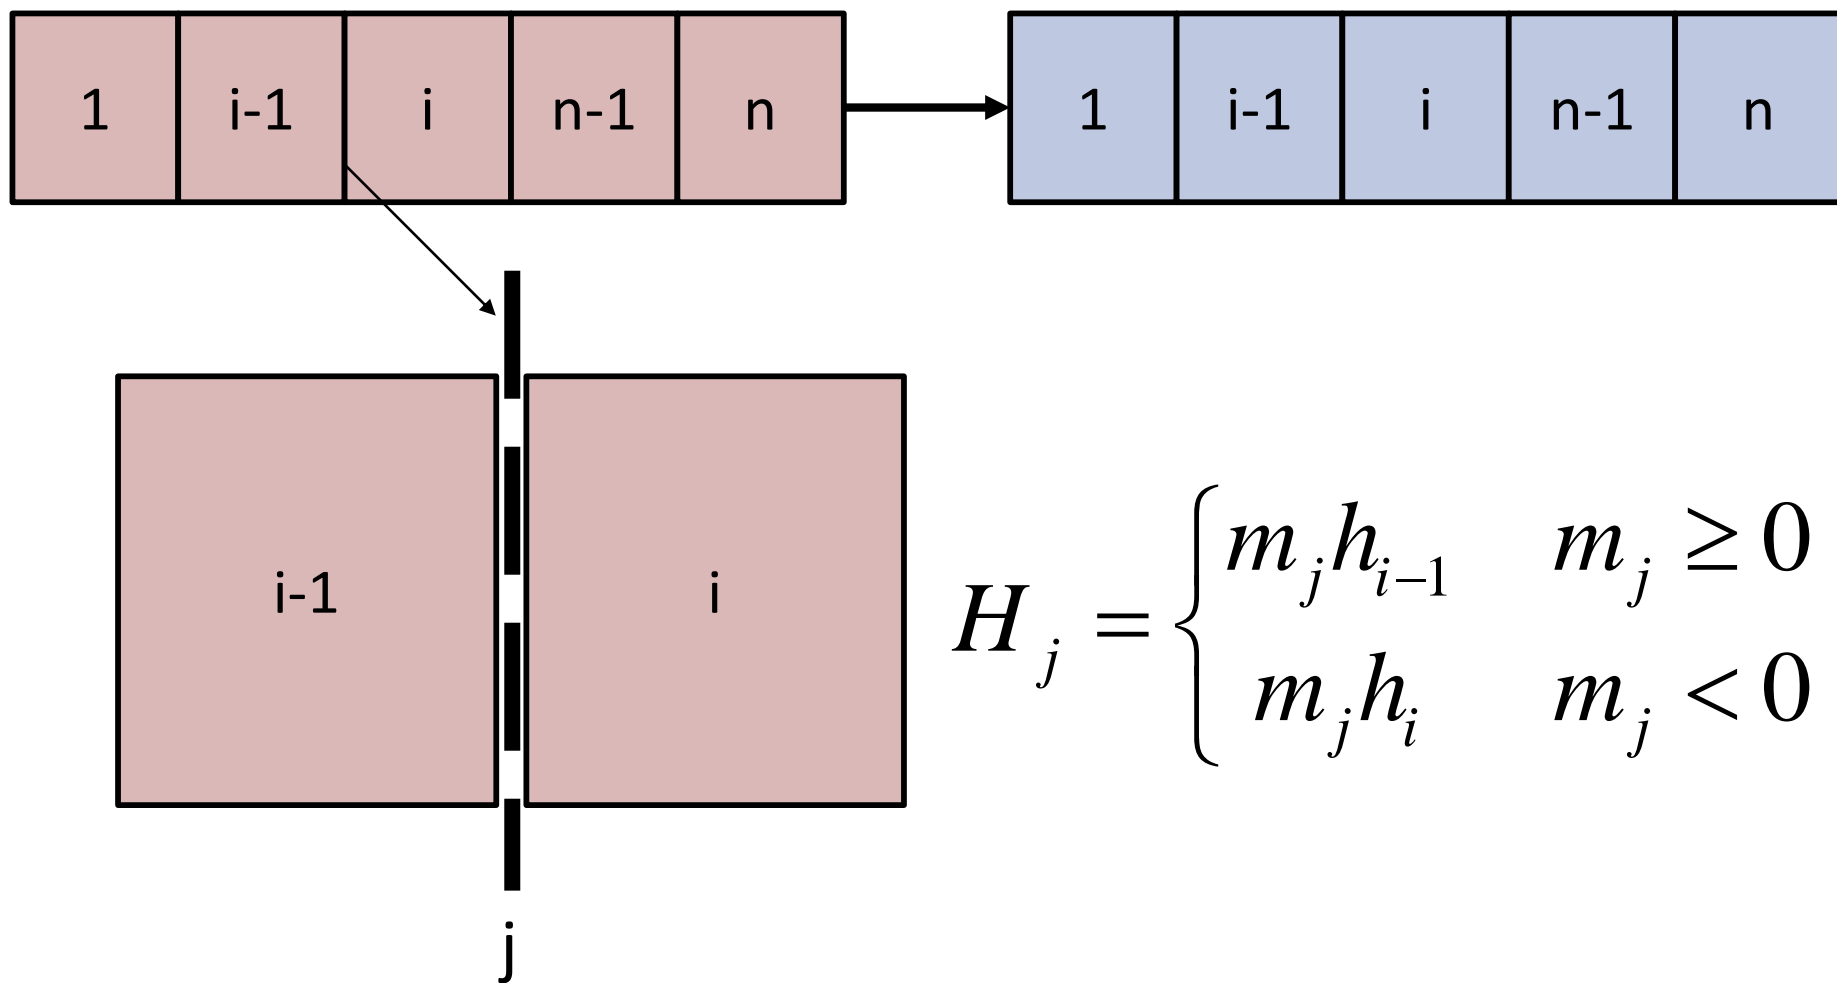 1 i-1 i n-1 n 1 i-1 i n-1 n
i-1 i
H_j = { m_j h_{i-1} m_j ≥ 0
m_j h_i m_j < 0
j